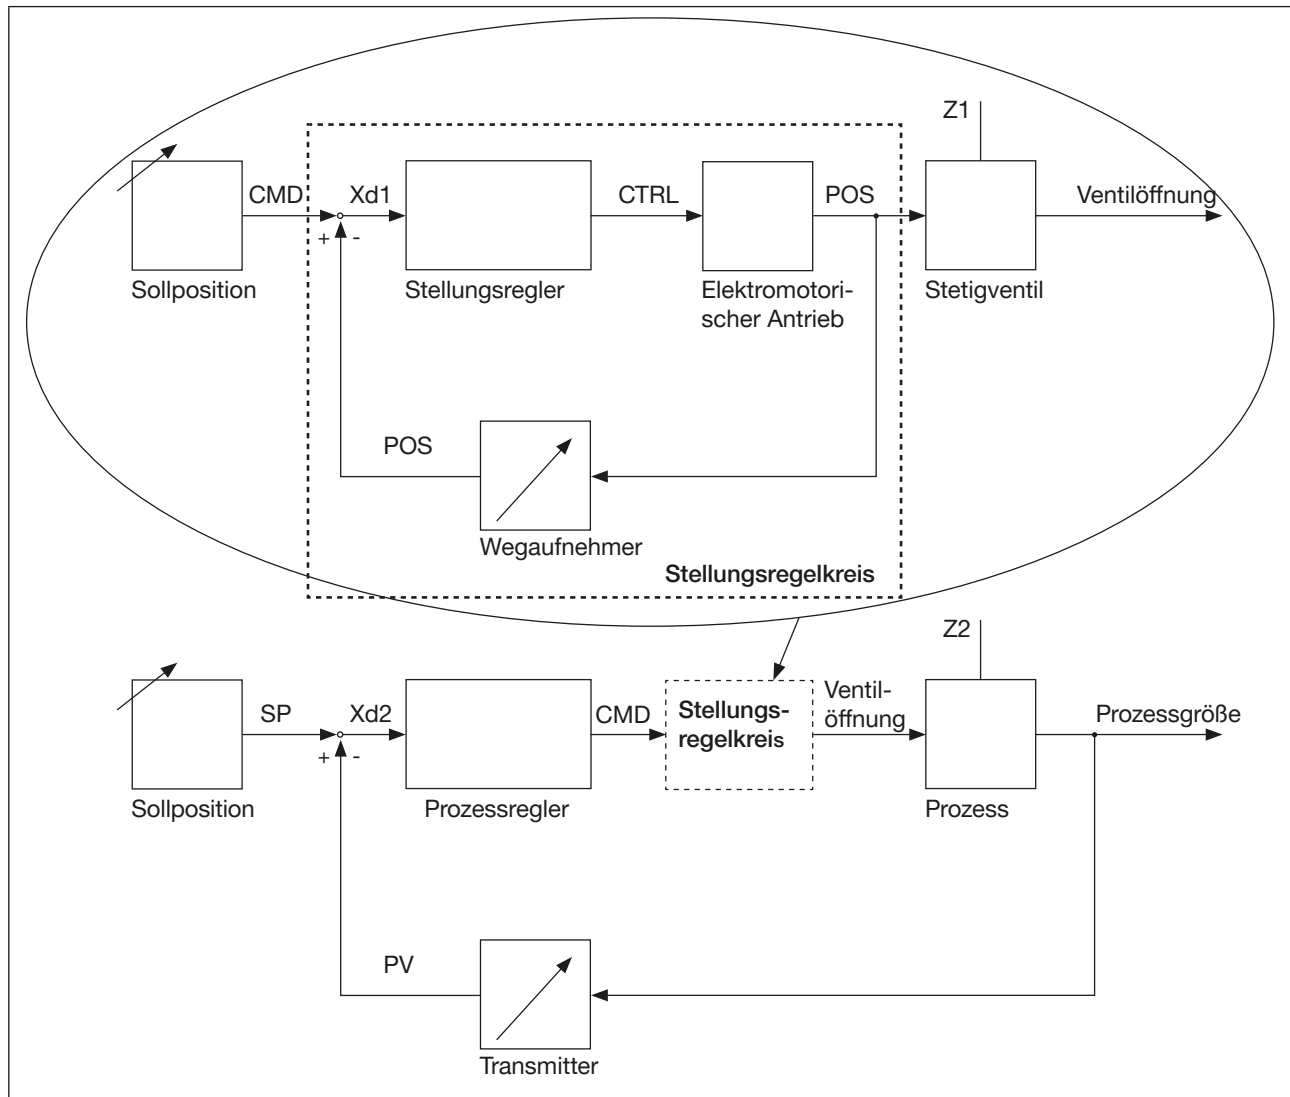 Z1
CMD
Xd1
CTRL
POS
Ventilöffnung
+ -
Sollposition
Stellungsregler
Elektromotori-
scher Antrieb
Stetigventil
POS
Wegaufnehmer
Stellungsregelkreis
Z2
SP
Xd2
CMD
Stellungs-
regelkreis
Ventil-
öffnung
Prozessgröße
+ -
Sollposition
Prozessregler
Prozess
PV
Transmitter